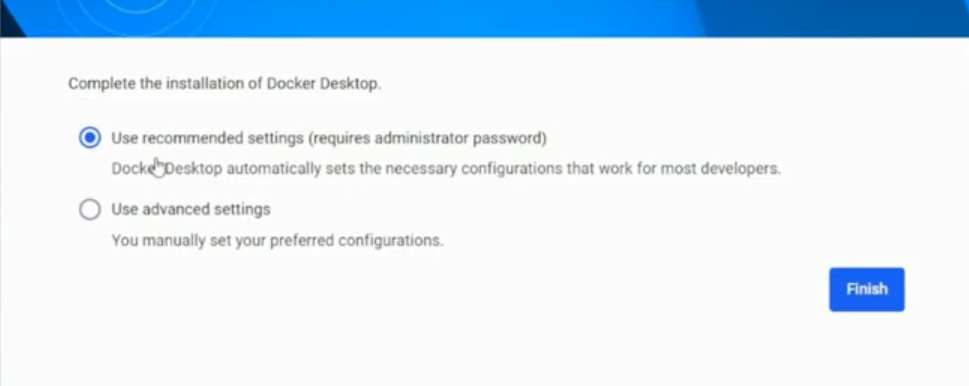 Complete the installation of Docker Desktop.
Use recommended settings (requires administrator password)
Docker Desktop automatically sets the necessary configurations that work for most developers.
Use advanced settings
You manually set your preferred configurations.
Finish